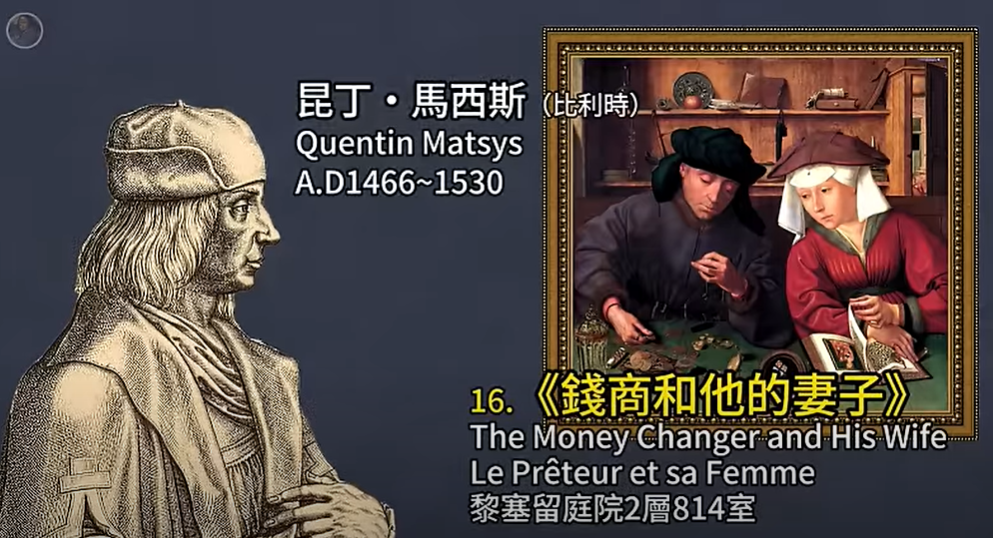 昆丁・馬西斯（比利時）
Quentin Matsys
A.D1466~1530
16.《錢商和他的妻子》
The Money Changer and His Wife
Le Prêteur et sa Femme
黎塞留庭院2層814室